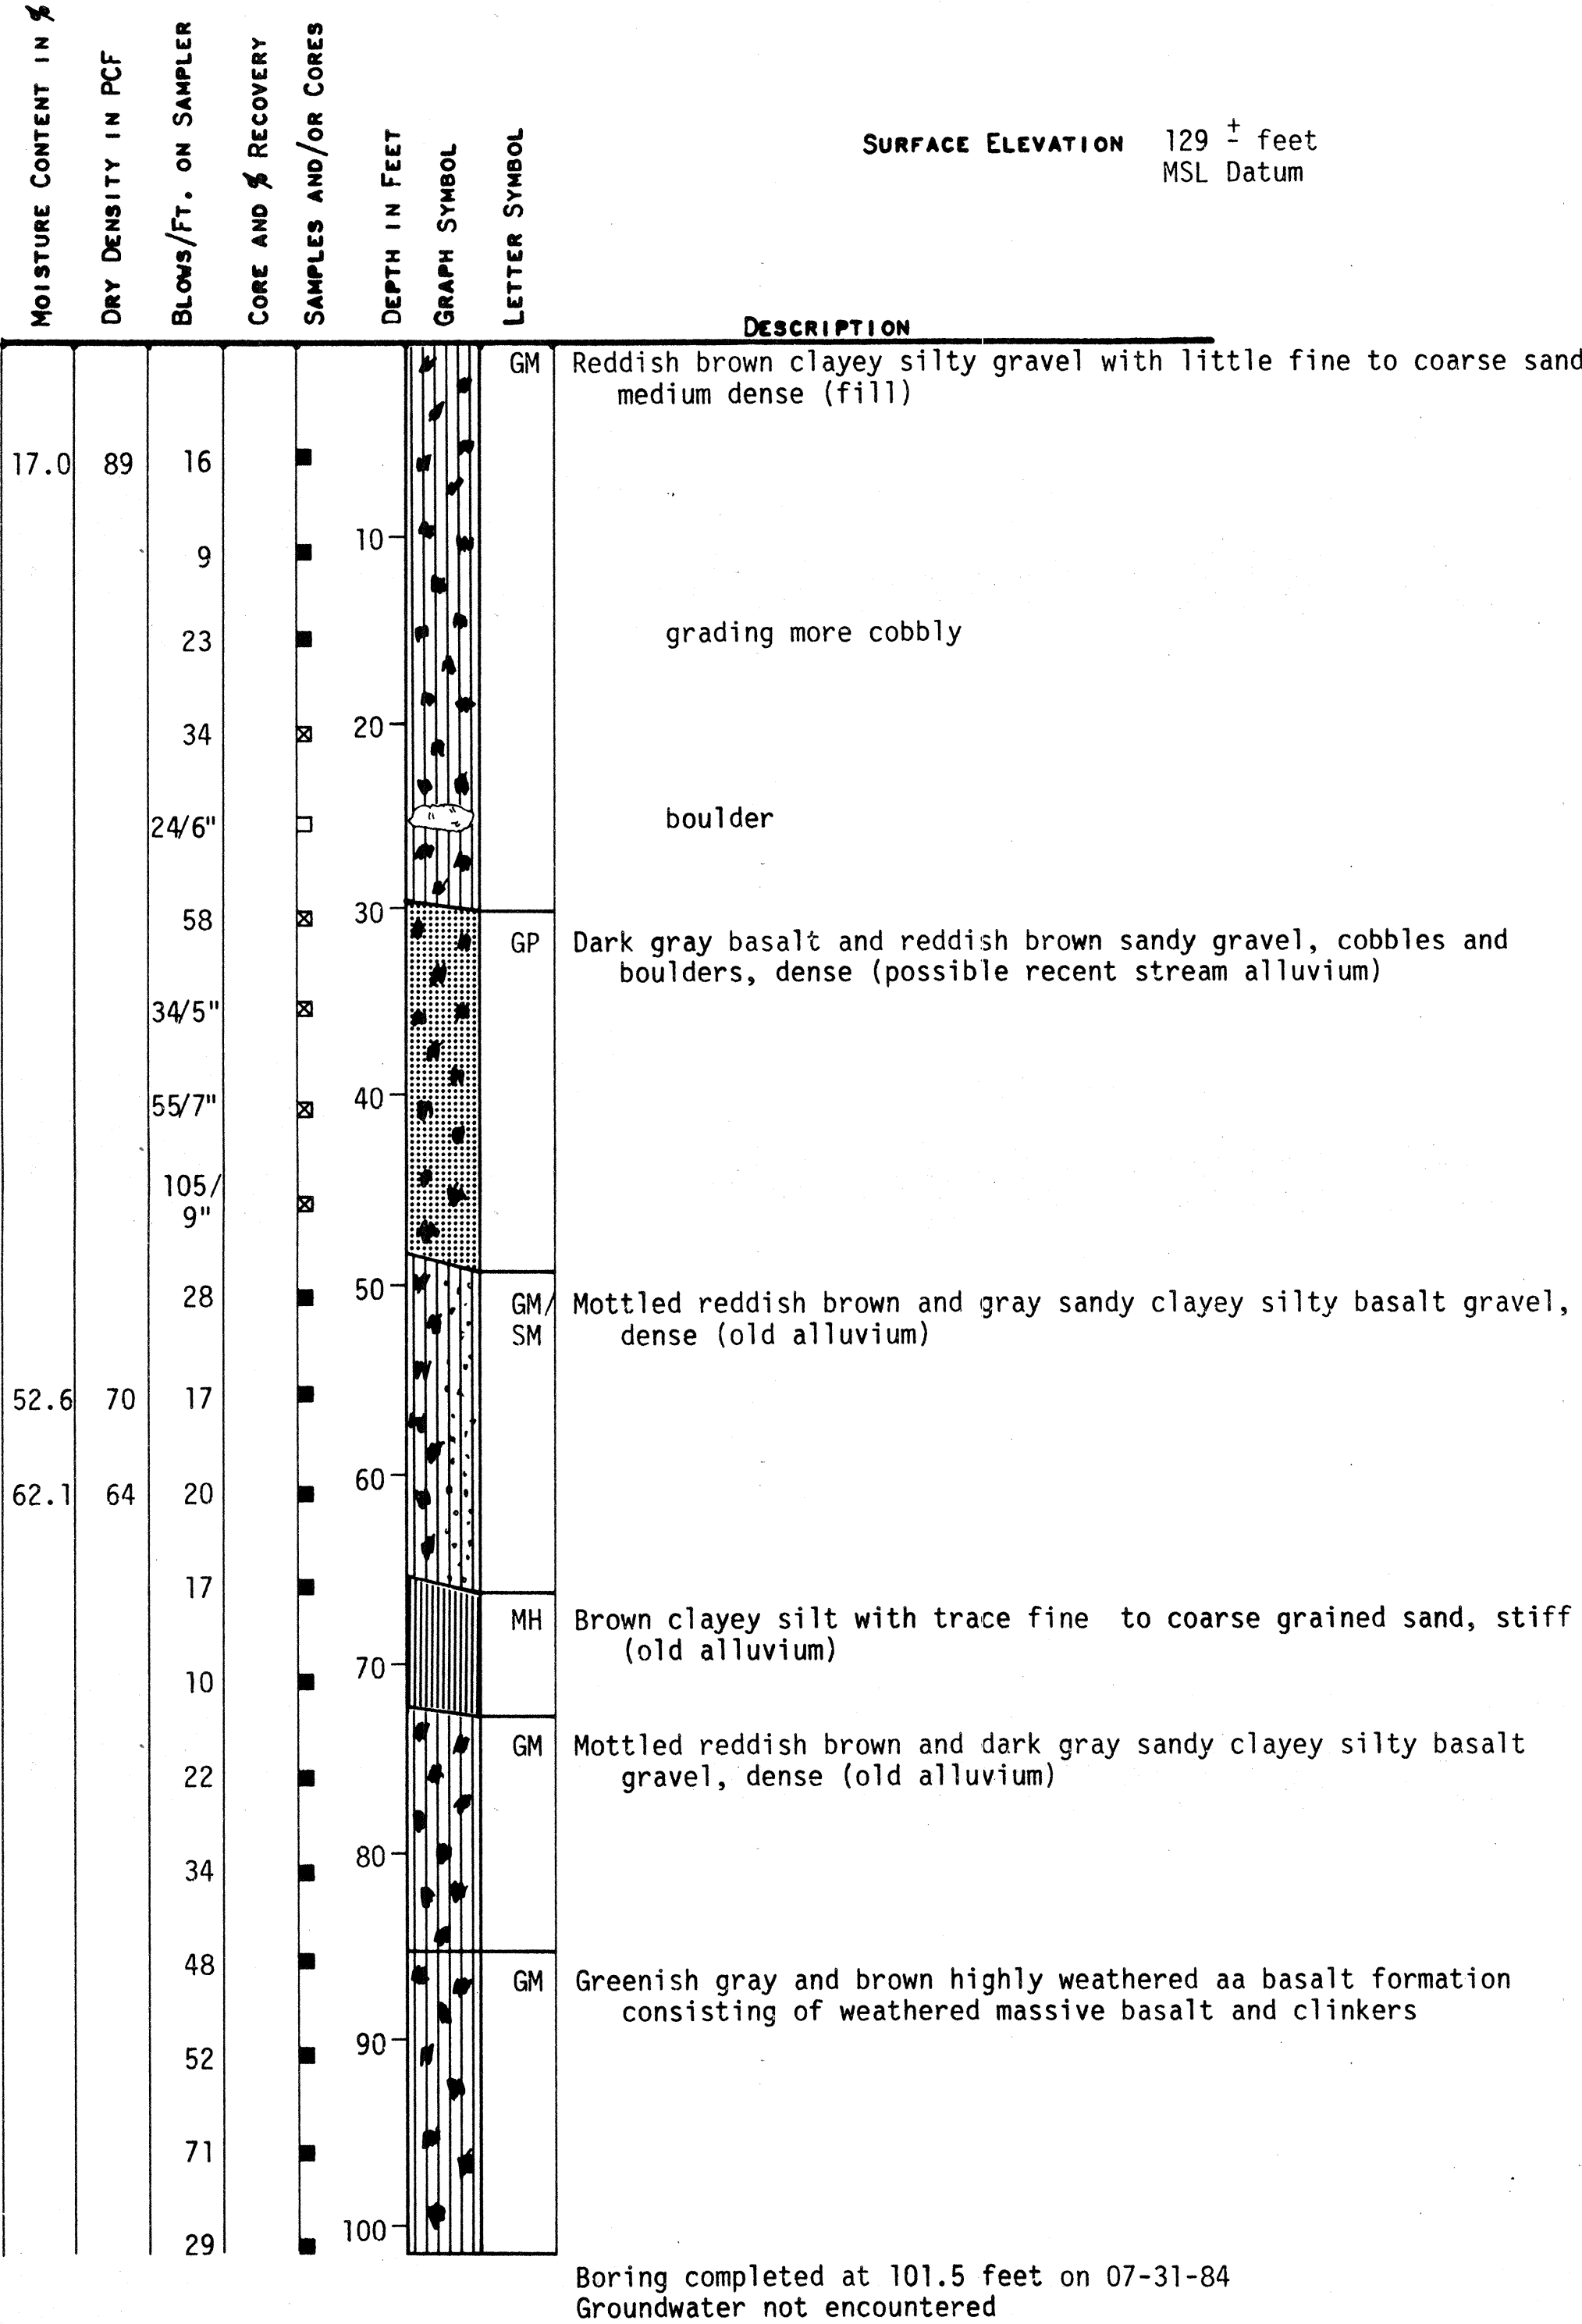 MOISTURE CONTENT IN %
DRY DENSITY IN PCF
BLOWS/FT. ON SAMPLER
CORE AND % RECOVERY
SAMPLES AND/OR CORES
DEPTH IN FEET
GRAPH SYMBOL
LETTER SYMBOL
SURFACE ELEVATION 129 ± feet
MSL Datum
DESCRIPTION
GM Reddish brown clayey silty gravel with little fine to coarse sand
medium dense (fill)
17.0 89 16
10
9
23 grading more cobbly
20
34
24/6" boulder
30
58
GP Dark gray basalt and reddish brown sandy gravel, cobbles and
boulders, dense (possible recent stream alluvium)
34/5"
40
55/7"
105/
9"
50
28
GM/ Mottled reddish brown and gray sandy clayey silty basalt gravel,
SM dense (old alluvium)
52.6 70 17
60
62.1 64 20
17
MH Brown clayey silt with trace fine to coarse grained sand, stiff
(old alluvium)
70
10
GM Mottled reddish brown and dark gray sandy clayey silty basalt
gravel, dense (old alluvium)
22
80
34
48
GM Greenish gray and brown highly weathered aa basalt formation
consisting of weathered massive basalt and clinkers
90
52
71
100
29
Boring completed at 101.5 feet on 07-31-84
Groundwater not encountered